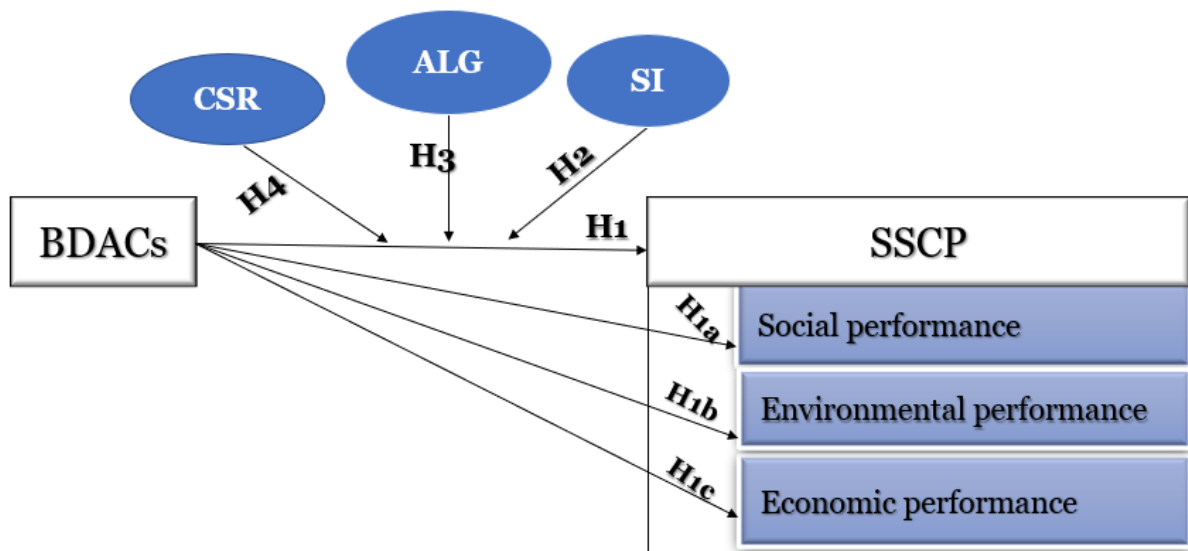 CSR
ALG
SI
H4
H3
H2
BDACs
H1
SSCP
H1a
Social performance
H1b
Environmental performance
H1c
Economic performance